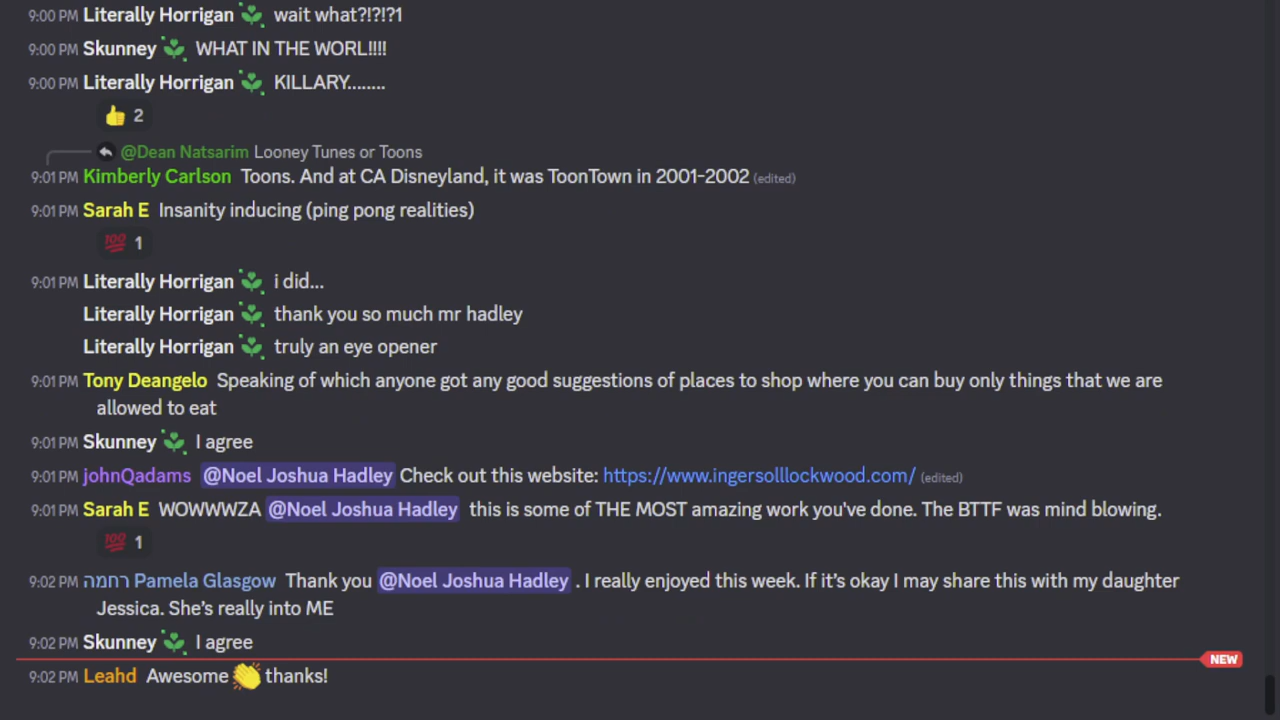 9:00 PM Literally Horrigan wait what?!?!?1
9:00 PM Skunney WHAT IN THE WORL!!!!
9:00 PM Literally Horrigan KILLARY........
2
@Dean Natsarim Looney Tunes or Toons
9:01 PM Kimberly Carlson Toons. And at CA Disneyland, it was ToonTown in 2001-2002 (edited)
9:01 PM Sarah E Insanity inducing (ping pong realities)
100 1
9:01 PM Literally Horrigan i did...
Literally Horrigan thank you so much mr hadley
Literally Horrigan truly an eye opener
9:01 PM Tony Deangelo Speaking of which anyone got any good suggestions of places to shop where you can buy only things that we are
allowed to eat
9:01 PM Skunney I agree
9:01 PM johnQadams @Noel Joshua Hadley Check out this website: https://www.ingersolllockwood.com/ (edited)
9:01 PM Sarah E WOWWWZA @Noel Joshua Hadley this is some of THE MOST amazing work you've done. The BTTF was mind blowing.
100 1
9:02 PM רחמה Pamela Glasgow Thank you @Noel Joshua Hadley . I really enjoyed this week. If it's okay I may share this with my daughter
Jessica. She's really into ME
9:02 PM Skunney I agree
NEW
9:02 PM Leahd Awesome thanks!